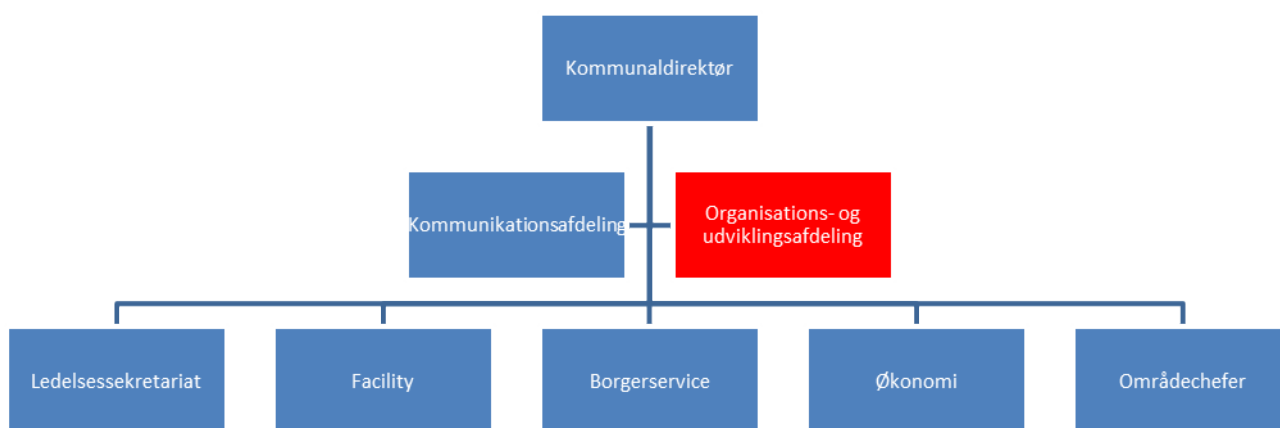 Kommunaldirektør
Kommunikationsafdeling
Organisations- og
udviklingsafdeling
Ledelsessekretariat
Facility
Borgerservice
Økonomi
Områdechefer